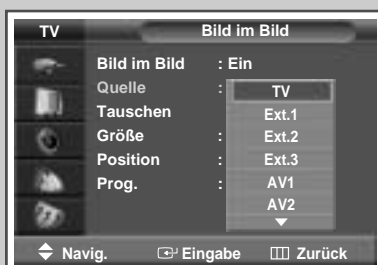 TV Bild im Bild
Bild im Bild : Ein
Quelle : TV
Tauschen Ext.1
Größe : Ext.2
Position : Ext.3
Prog. : AV1
AV2
Navig. Eingabe Zurück